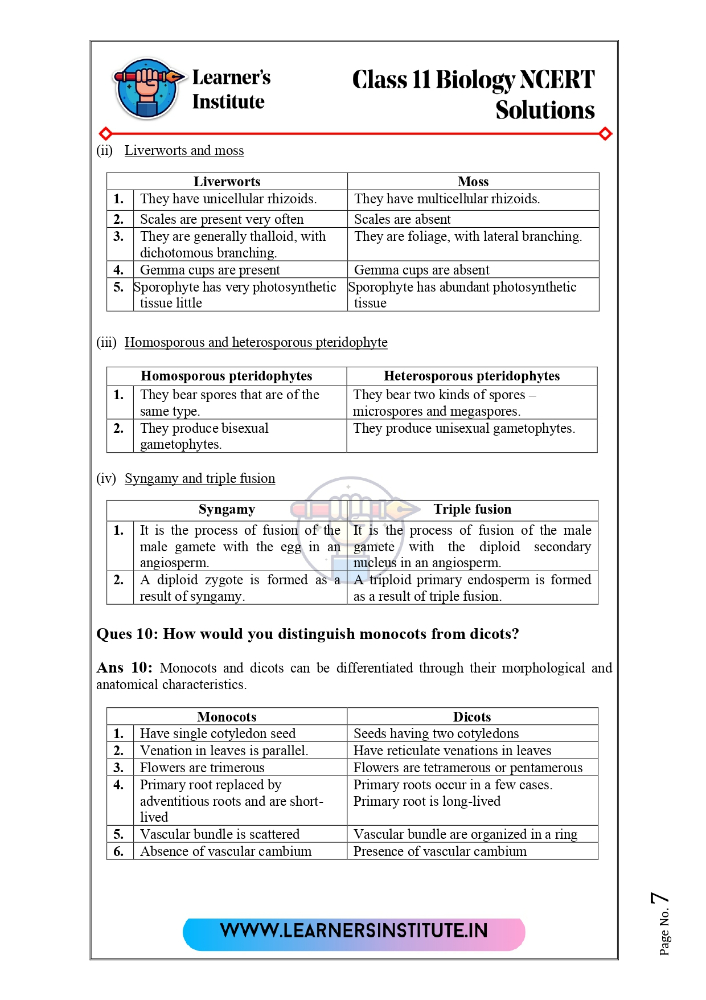 Learner's
Institute
Class 11 Biology NCERT
Solutions
(ii) Liverworts and moss
Liverworts Moss
1. They have unicellular rhizoids. They have multicellular rhizoids.
2. Scales are present very often Scales are absent
3. They are generally thalloid, with They are foliage, with lateral branching.
dichotomous branching.
4. Gemma cups are present Gemma cups are absent
5. Sporophyte has very photosynthetic Sporophyte has abundant photosynthetic
tissue little tissue
(iii) Homosporous and heterosporous pteridophyte
Homosporous pteridophytes Heterosporous pteridophytes
1. They bear spores that are of the They bear two kinds of spores –
same type. microspores and megaspores.
2. They produce bisexual They produce unisexual gametophytes.
gametophytes.
(iv) Syngamy and triple fusion
Syngamy Triple fusion
1. It is the process of fusion of the It is the process of fusion of the male
male gamete with the egg in an gamete with the diploid secondary
angiosperm. nucleus in an angiosperm.
2. A diploid zygote is formed as a A triploid primary endosperm is formed
result of syngamy. as a result of triple fusion.
Ques 10: How would you distinguish monocots from dicots?
Ans 10: Monocots and dicots can be differentiated through their morphological and
anatomical characteristics.
Monocots Dicots
1. Have single cotyledon seed Seeds having two cotyledons
2. Venation in leaves is parallel. Have reticulate venations in leaves
3. Flowers are trimerous Flowers are tetramerous or pentamerous
4. Primary root replaced by Primary roots occur in a few cases.
adventitious roots and are short- Primary root is long-lived
lived
5. Vascular bundle is scattered Vascular bundle are organized in a ring
6. Absence of vascular cambium Presence of vascular cambium
Page No. 7
WWW.LEARNERSINSTITUTE.IN